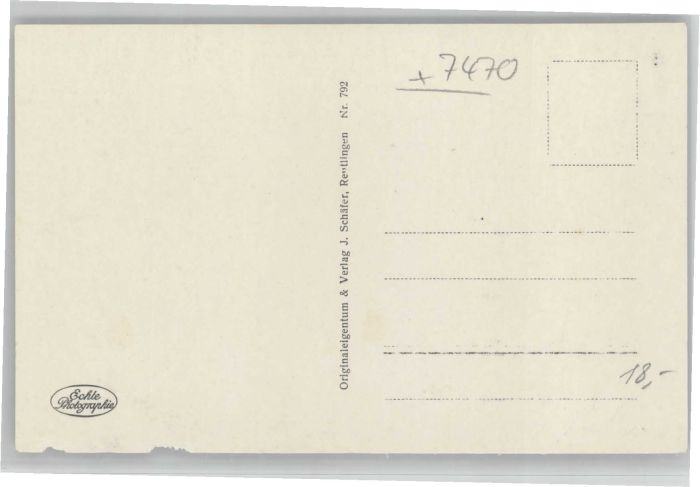 + 7470
Originaleigentum & Verlag J. Schäfer, Reutlingen Nr. 792
18,-
Echte
Photographie